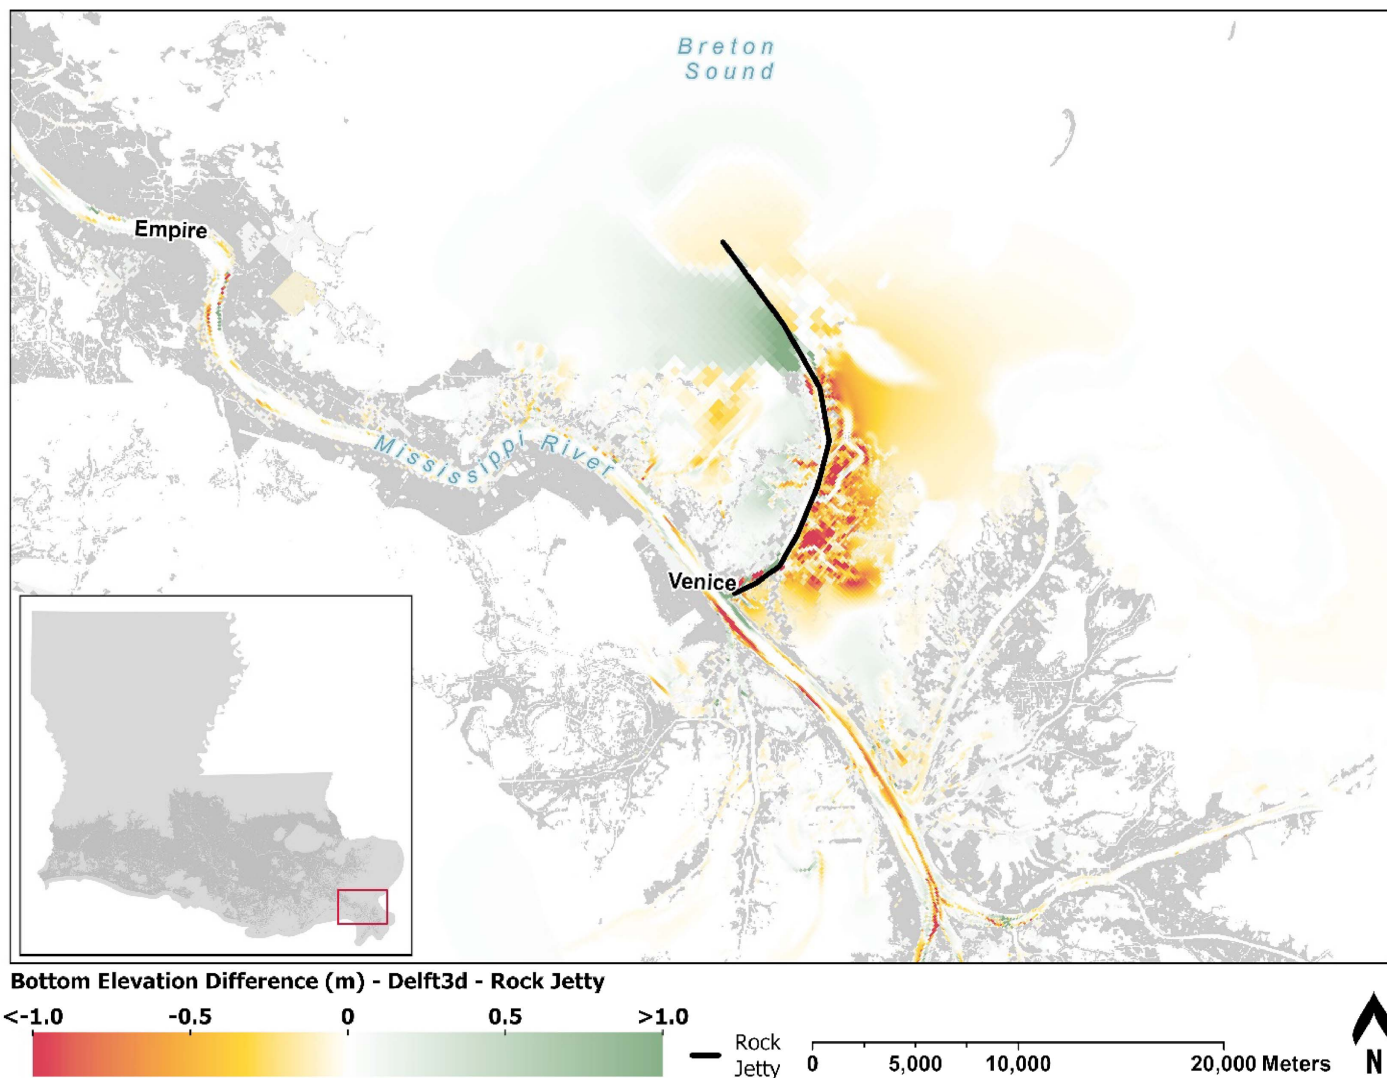 Breton
Sound
Empire
Mississippi River
Venice
Bottom Elevation Difference (m) - Delft3d - Rock Jetty
<-1.0 -0.5 0 0.5 >1.0
Rock
Jetty
0 5,000 10,000 20,000 Meters
N